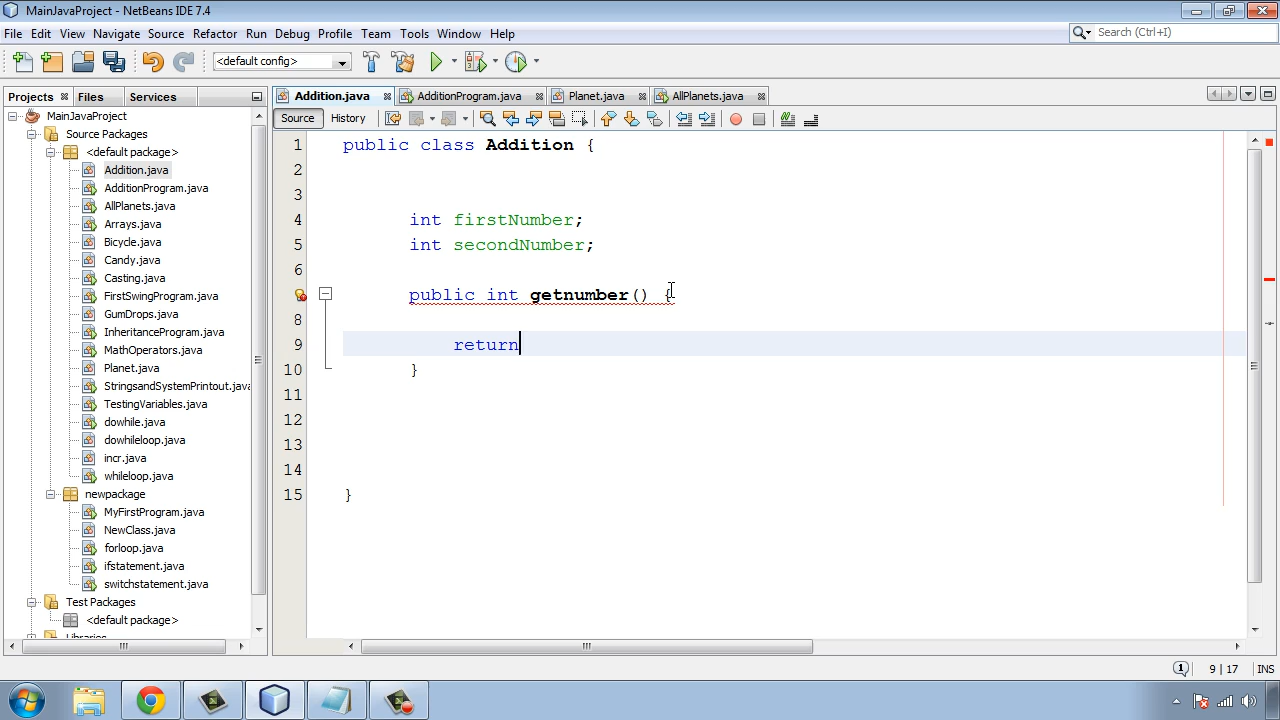 MainJavaProject - NetBeans IDE 7.4
File Edit View Navigate Source Refactor Run Debug Profile Team Tools Window Help
Search (Ctrl+I)
<default config>
Projects Files Services
Addition.java AdditionProgram.java Planet.java AllPlanets.java
Source History
MainJavaProject
Source Packages
<default package>
Addition.java
AdditionProgram.java
AllPlanets.java
Arrays.java
Bicycle.java
Candy.java
Casting.java
FirstSwingProgram.java
GumDrops.java
InheritanceProgram.java
MathOperators.java
Planet.java
StringsandSystemPrintout.java
TestingVariables.java
dowhile.java
dowhileloop.java
incr.java
whileloop.java
newpackage
MyFirstProgram.java
NewClass.java
forloop.java
ifstatement.java
switchstatement.java
Test Packages
<default package>
Libraries
1 public class Addition {
2
3
4 int firstNumber;
5 int secondNumber;
6
public int getnumber() {
8
9 return
10 }
11
12
13
14
15 }
1 9 | 17 INS